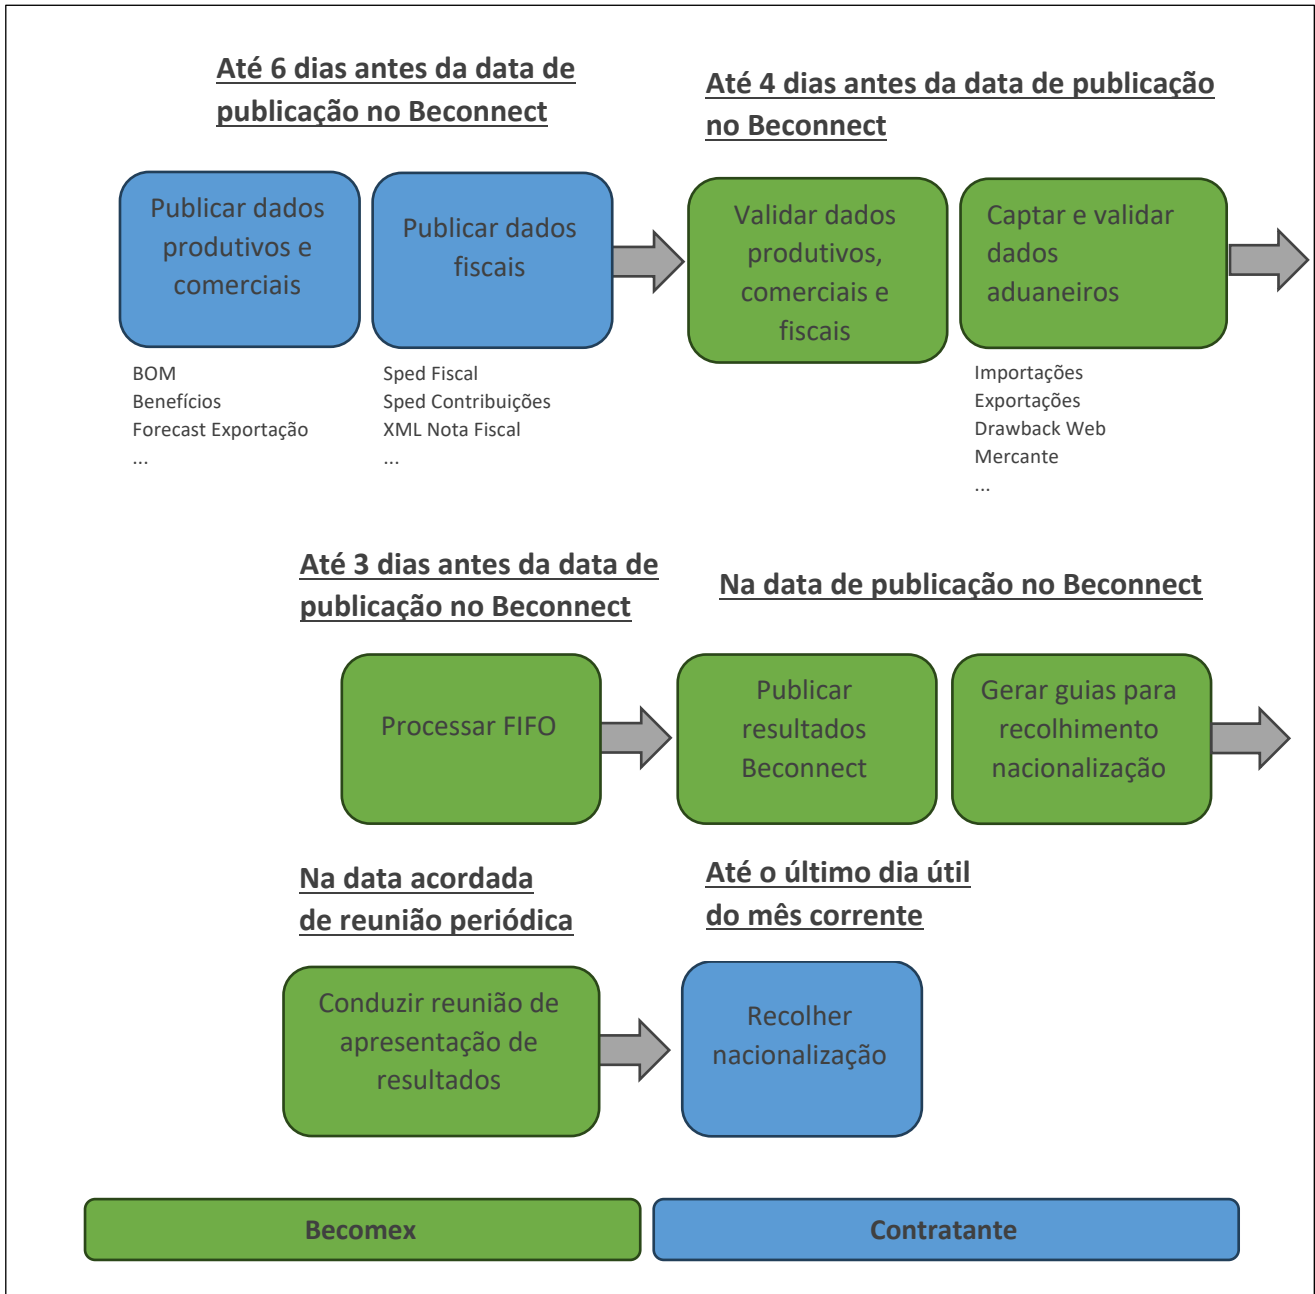 Até 6 dias antes da data de
publicação no Beconnect
Até 4 dias antes da data de publicação
no Beconnect
Publicar dados
produtivos e
comerciais
Publicar dados
fiscais
Validar dados
produtivos,
comerciais e
fiscais
Captar e validar
dados
aduaneiros
BOM
Benefícios
Forecast Exportação
...
Sped Fiscal
Sped Contribuições
XML Nota Fiscal
...
Importações
Exportações
Drawback Web
Mercante
...
Até 3 dias antes da data de
publicação no Beconnect
Na data de publicação no Beconnect
Processar FIFO
Publicar
resultados
Beconnect
Gerar guias para
recolhimento
nacionalização
Na data acordada
de reunião periódica
Até o último dia útil
do mês corrente
Conduzir reunião de
apresentação de
resultados
Recolher
nacionalização
Becomex
Contratante